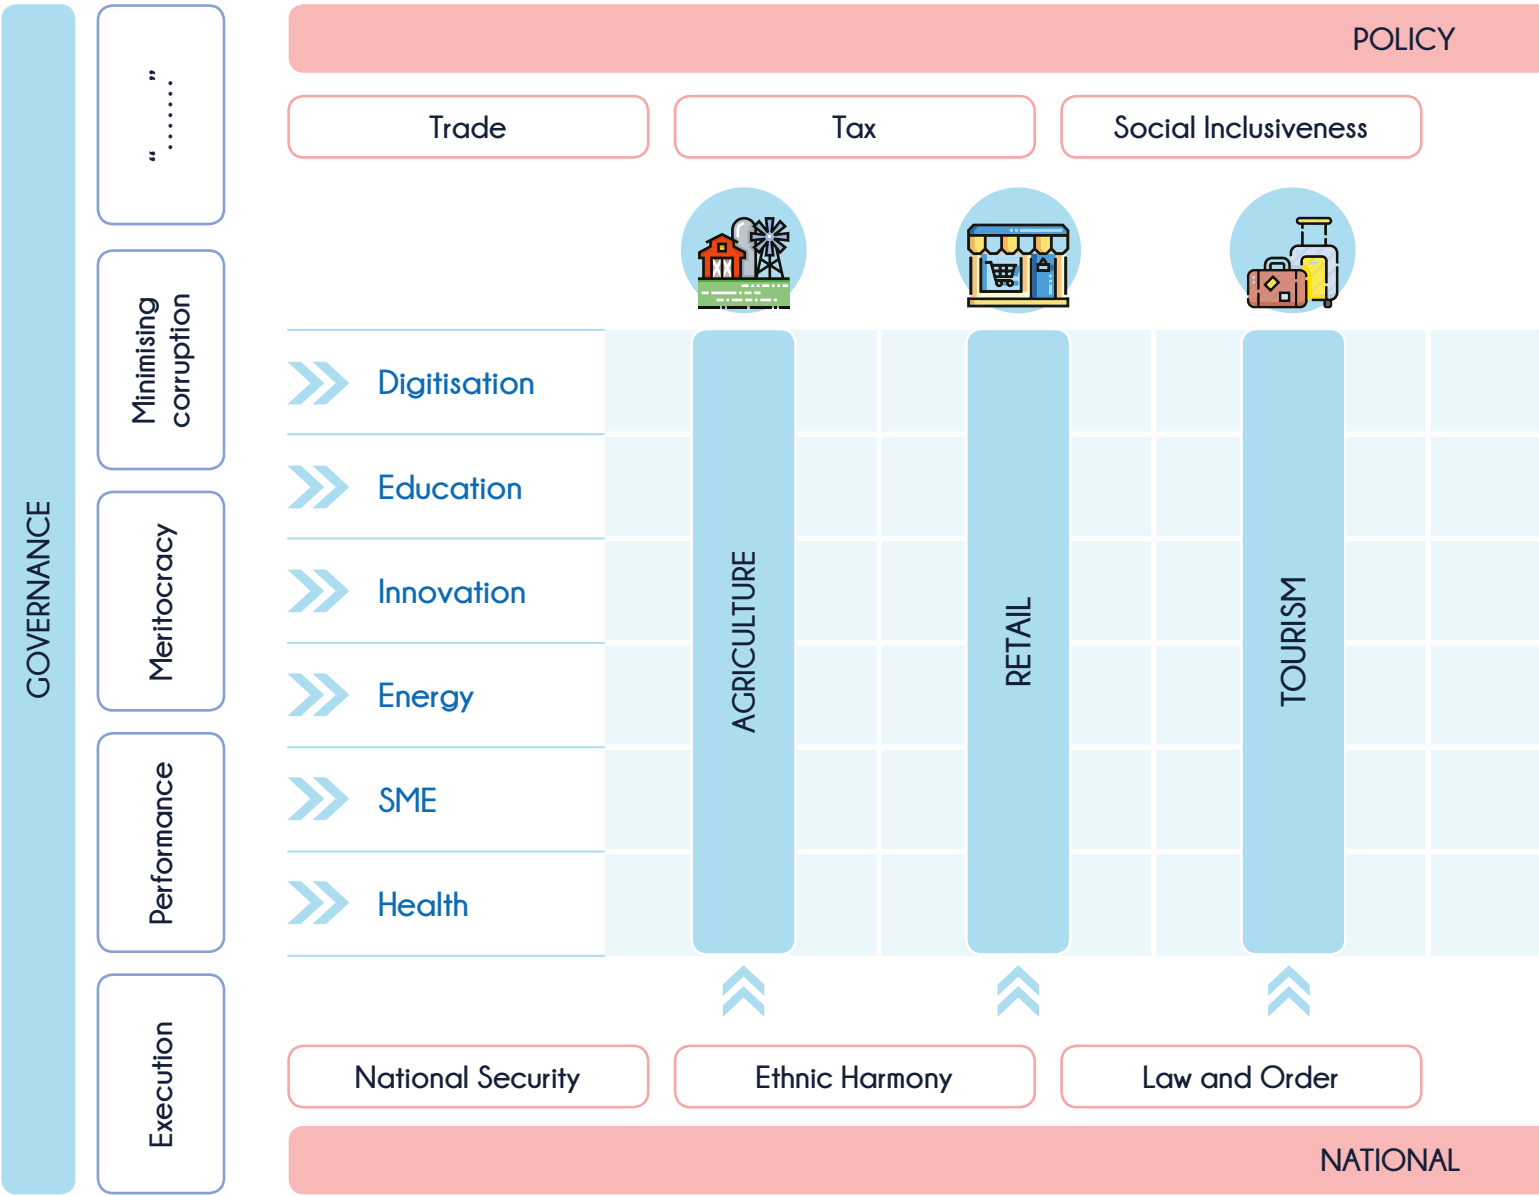 GOVERNANCE
“ ....... ”
Minimising
corruption
Meritocracy
Performance
Execution
POLICY
Trade
Tax
Social Inclusiveness
Digitisation
Education
Innovation
Energy
SME
Health
AGRICULTURE
RETAIL
TOURISM
National Security
Ethnic Harmony
Law and Order
NATIONAL